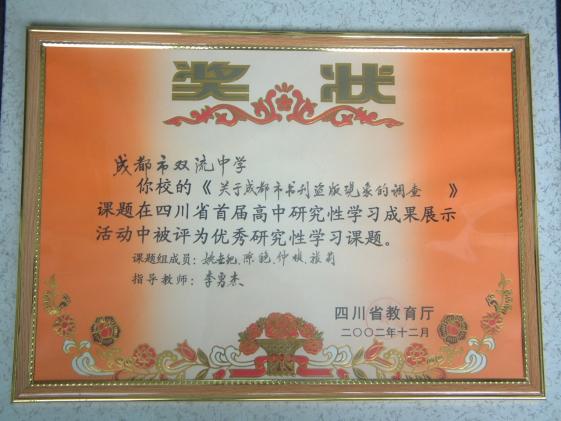 奖状
成都市双流中学
你校的《关于成都市书刊盗版现象的调查》
课题在四川省首届高中研究性学习成果展示
活动中被评为优秀研究性学习课题。
课题组成员：
指导教师：李勇杰
四川省教育厅
二〇〇二年十二月